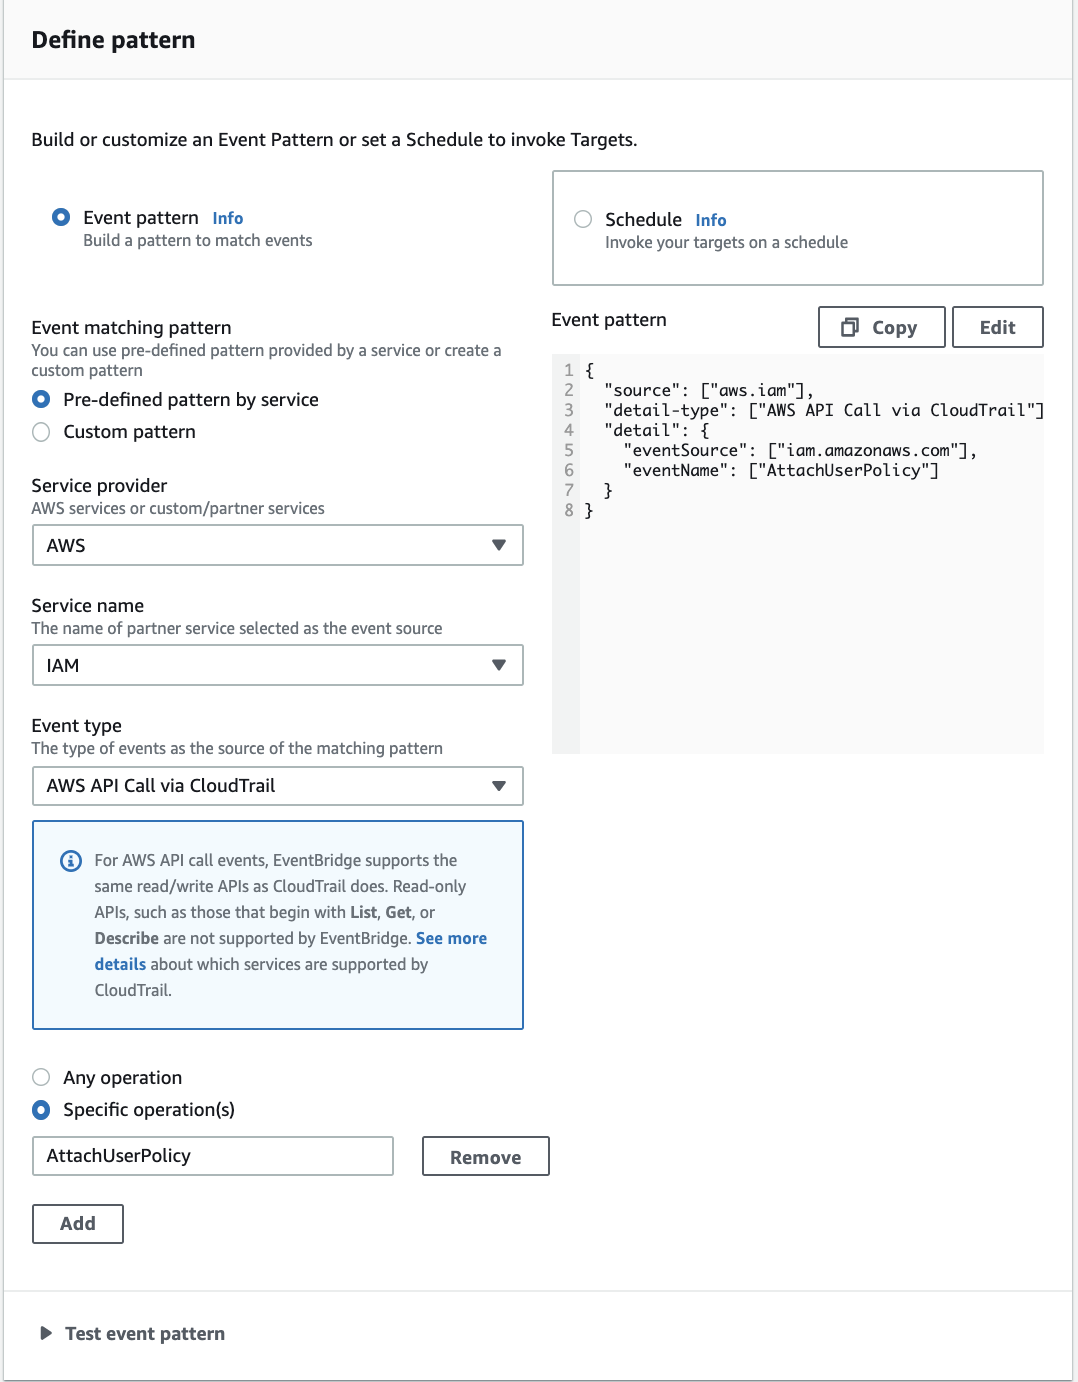 Define pattern
Build or customize an Event Pattern or set a Schedule to invoke Targets.
Event pattern Info
Build a pattern to match events
Schedule Info
Invoke your targets on a schedule
Event matching pattern
You can use pre-defined pattern provided by a service or create a
custom pattern
Pre-defined pattern by service
Custom pattern
Service provider
AWS services or custom/partner services
AWS
Service name
The name of partner service selected as the event source
IAM
Event type
The type of events as the source of the matching pattern
AWS API Call via CloudTrail
For AWS API call events, EventBridge supports the
same read/write APIs as CloudTrail does. Read-only
APIs, such as those that begin with List, Get, or
Describe are not supported by EventBridge. See more
details about which services are supported by
CloudTrail.
Any operation
Specific operation(s)
AttachUserPolicy
Remove
Add
Event pattern
Copy
Edit
1 {
2   "source": ["aws.iam"],
3   "detail-type": ["AWS API Call via CloudTrail"]
4   "detail": {
5     "eventSource": ["iam.amazonaws.com"],
6     "eventName": ["AttachUserPolicy"]
7   }
8 }
Test event pattern